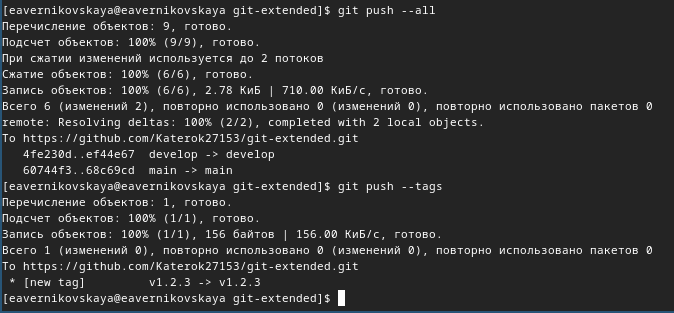 [eavernikovskaya@eavernikovskaya git-extended]$ git push --all
Перечисление объектов: 9, готово.
Подсчет объектов: 100% (9/9), готово.
При сжатии изменений используется до 2 потоков
Сжатие объектов: 100% (6/6), готово.
Запись объектов: 100% (6/6), 2.78 КиБ | 710.00 КиБ/с, готово.
Всего 6 (изменений 2), повторно использовано 0 (изменений 0), повторно использовано пакетов 0
remote: Resolving deltas: 100% (2/2), completed with 2 local objects.
To https://github.com/Katerok27153/git-extended.git
   4fe230d..ef44e67  develop -> develop
   60744f3..68c69cd  main -> main
[eavernikovskaya@eavernikovskaya git-extended]$ git push --tags
Перечисление объектов: 1, готово.
Подсчет объектов: 100% (1/1), готово.
Запись объектов: 100% (1/1), 156 байтов | 156.00 КиБ/с, готово.
Всего 1 (изменений 0), повторно использовано 0 (изменений 0), повторно использовано пакетов 0
To https://github.com/Katerok27153/git-extended.git
 * [new tag]         v1.2.3 -> v1.2.3
[eavernikovskaya@eavernikovskaya git-extended]$